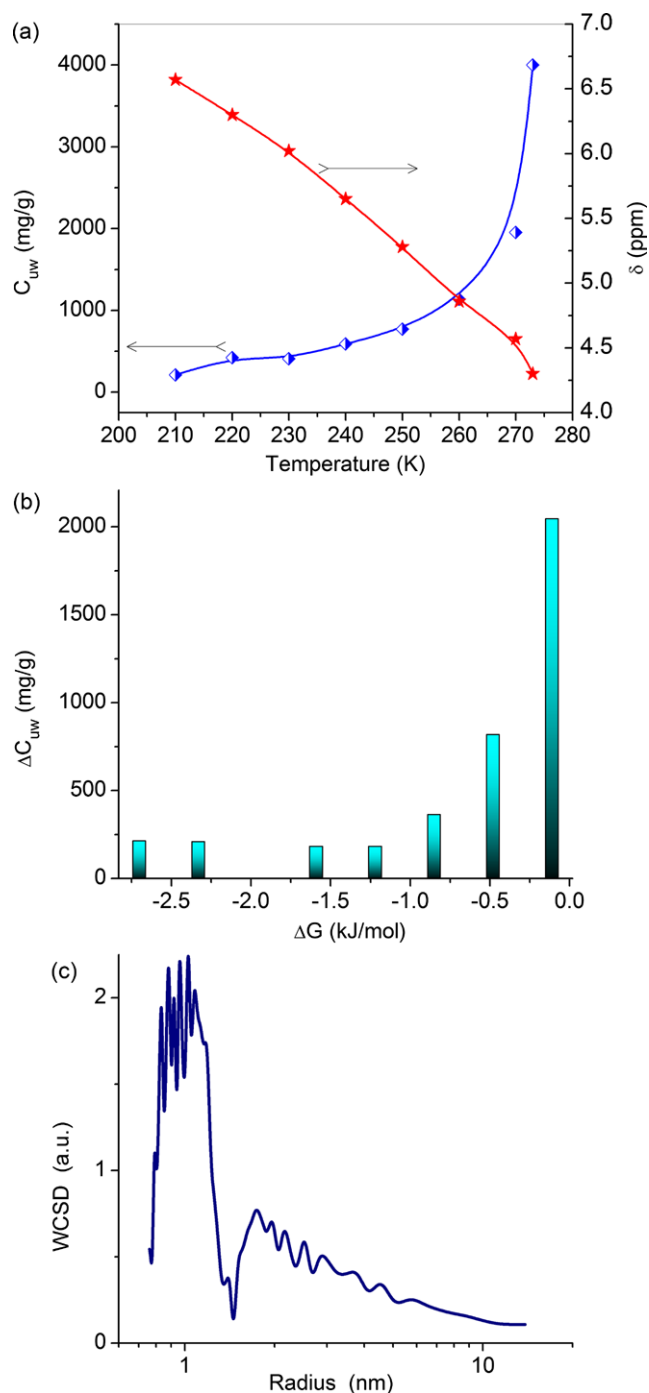 (a)
4000
3000
2000
1000
0
C_uw (mg/g)
7.0
6.5
6.0
5.5
5.0
4.5
4.0
δ (ppm)
200 210 220 230 240 250 260 270 280
Temperature (K)
(b)
2000
1500
1000
500
0
ΔC_uw (mg/g)
-2.5 -2.0 -1.5 -1.0 -0.5 0.0
ΔG (kJ/mol)
(c)
2
1
0
WCSD (a.u.)
1 10
Radius (nm)